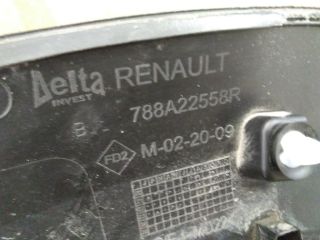 Delta RENAULT
INVEST
B 788A22558R
FD2 M-02-20-09